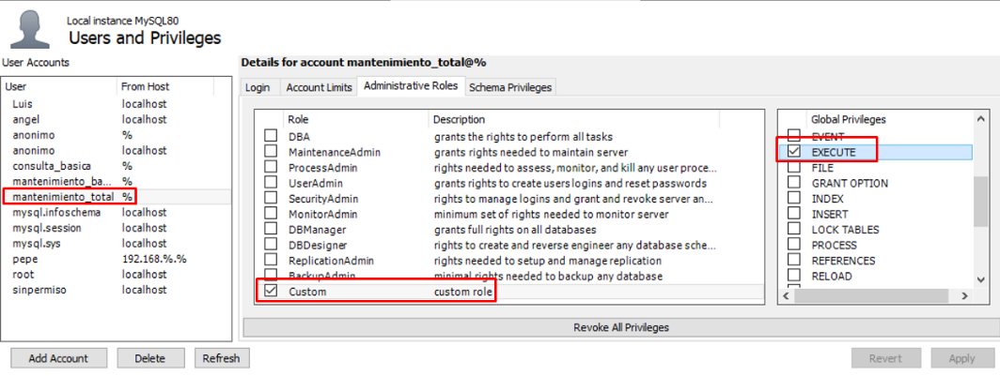 Local instance MySQL80
Users and Privileges
User Accounts
User From Host
Luis localhost
angel localhost
anonimo %
anonimo localhost
consulta_basica %
mantenimiento_ba... %
mantenimiento_total %
mysql.infoschema localhost
mysql.session localhost
mysql.sys localhost
pepe 192.168.%.%
root localhost
sinpermiso localhost
Add Account Delete Refresh
Details for account mantenimiento_total@%
Login Account Limits Administrative Roles Schema Privileges
Role Description
DBA grants the rights to perform all tasks
MaintenanceAdmin grants rights needed to maintain server
ProcessAdmin rights needed to assess, monitor, and kill any user proce...
UserAdmin grants rights to create users logins and reset passwords
SecurityAdmin rights to manage logins and grant and revoke server an...
MonitorAdmin minimum set of rights needed to monitor server
DBManager grants full rights on all databases
DBDesigner rights to create and reverse engineer any database sche...
ReplicationAdmin rights needed to setup and manage replication
BackupAdmin minimal rights needed to backup any database
Custom custom role
Global Privileges
EVENT
EXECUTE
FILE
GRANT OPTION
INDEX
INSERT
LOCK TABLES
PROCESS
REFERENCES
RELOAD
Revoke All Privileges
Revert Apply